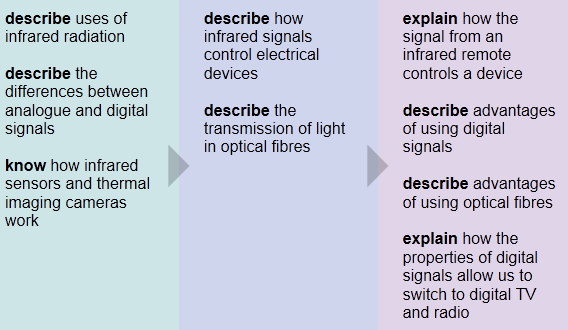 describe uses of
infrared radiation
describe the
differences between
analogue and digital
signals
know how infrared
sensors and thermal
imaging cameras
work
describe how
infrared signals
control electrical
devices
describe the
transmission of light
in optical fibres
explain how the
signal from an
infrared remote
controls a device
describe advantages
of using digital
signals
describe advantages
of using optical fibres
explain how the
properties of digital
signals allow us to
switch to digital TV
and radio